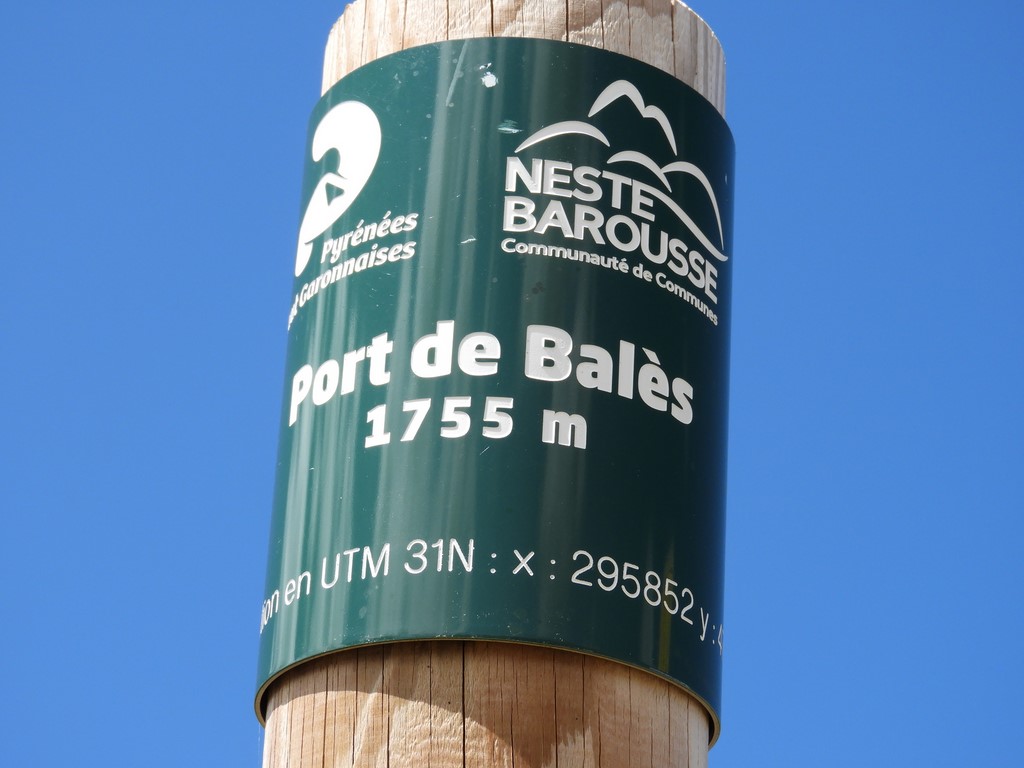 Pyrénées
Garonnaises
NESTE
BAROUSSE
Communauté de Communes
Port de Balès
1755 m
en UTM 31N : x : 295852 y :